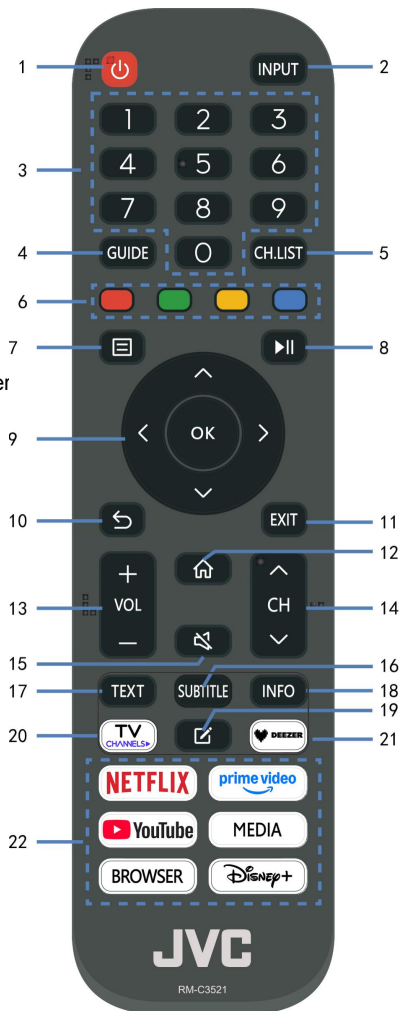 1
INPUT
2
1 2 3
3
4 5 6
7 8 9
4
GUIDE
0
CH.LIST
5
6
7
8
er
9
OK
10
EXIT
11
12
+
13
VOL
CH
14
—
15
16
17
TEXT
SUBTITLE
INFO
18
19
20
TV
CHANNELS
DEEZER
21
NETFLIX
prime video
22
YouTube
MEDIA
BROWSER
Disney+
JVC
RM-C3521